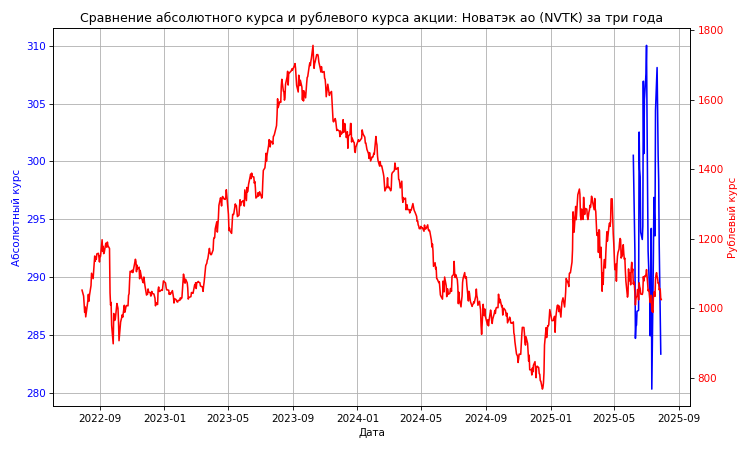 Сравнение абсолютного курса и рублевого курса акции: Новатэк ао (NVTK) за три года
310
305
300
295
290
285
280
Абсолютный курс
1800
1600
1400
1200
1000
800
Рублевый курс
2022-09 2023-01 2023-05 2023-09 2024-01 2024-05 2024-09 2025-01 2025-05 2025-09
Дата